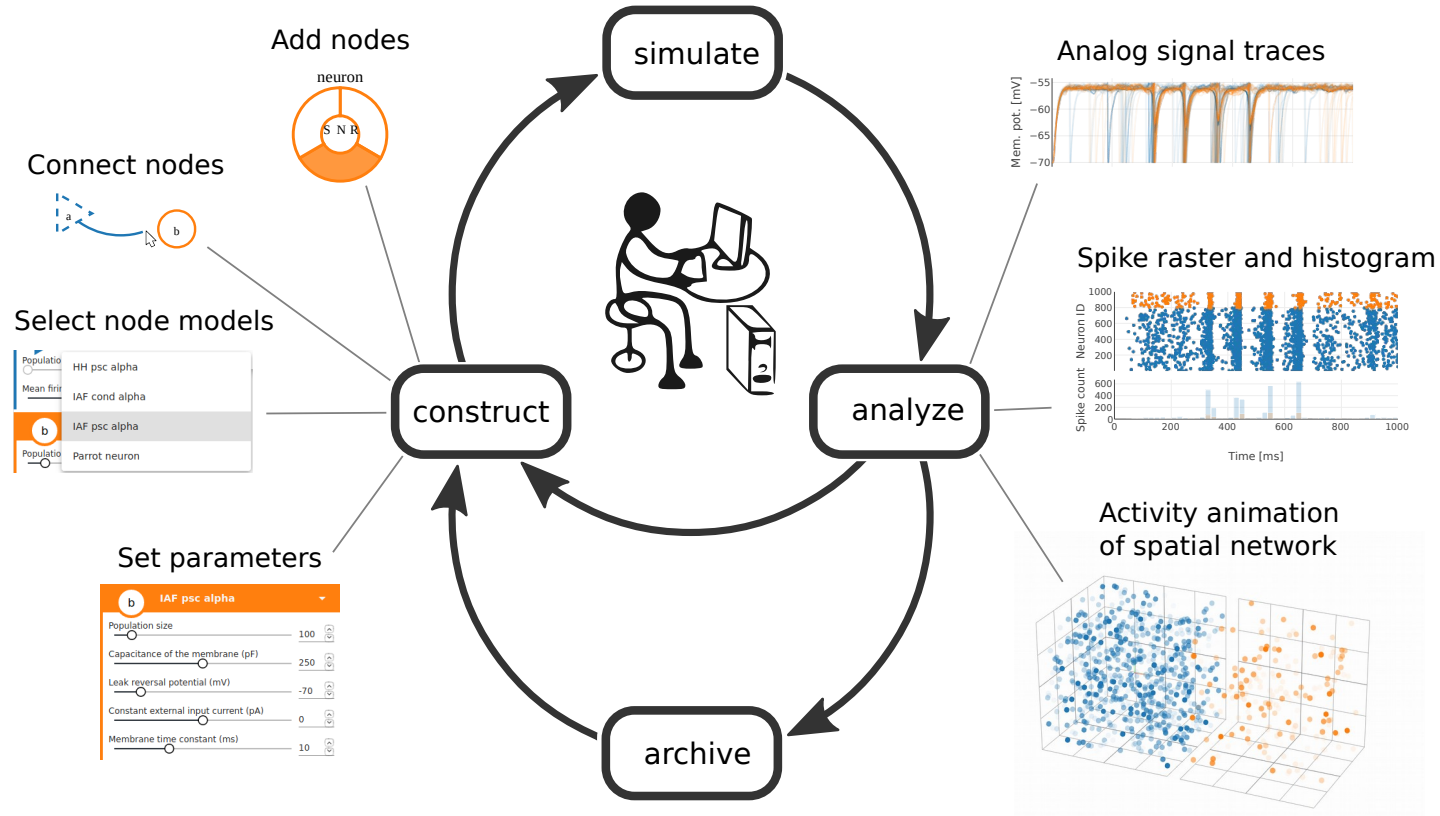 simulate
Add nodes
neuron
S N R
Connect nodes
a
b
Select node models
Populatio
Mean firin
b
Populatio
HH psc alpha
IAF cond alpha
IAF psc alpha
Parrot neuron
construct
Set parameters
b
IAF psc alpha
Population size
100
Capacitance of the membrane (pF)
250
Leak reversal potential (mV)
-70
Constant external input current (pA)
0
Membrane time constant (ms)
10
analyze
archive
Analog signal traces
Mem. pot. [mV]
−55
−60
−65
−70
Spike raster and histogram
Neuron ID
1000
800
600
400
200
Spike count
600
400
200
0
0 200 400 600 800 1000
Time [ms]
Activity animation
of spatial network